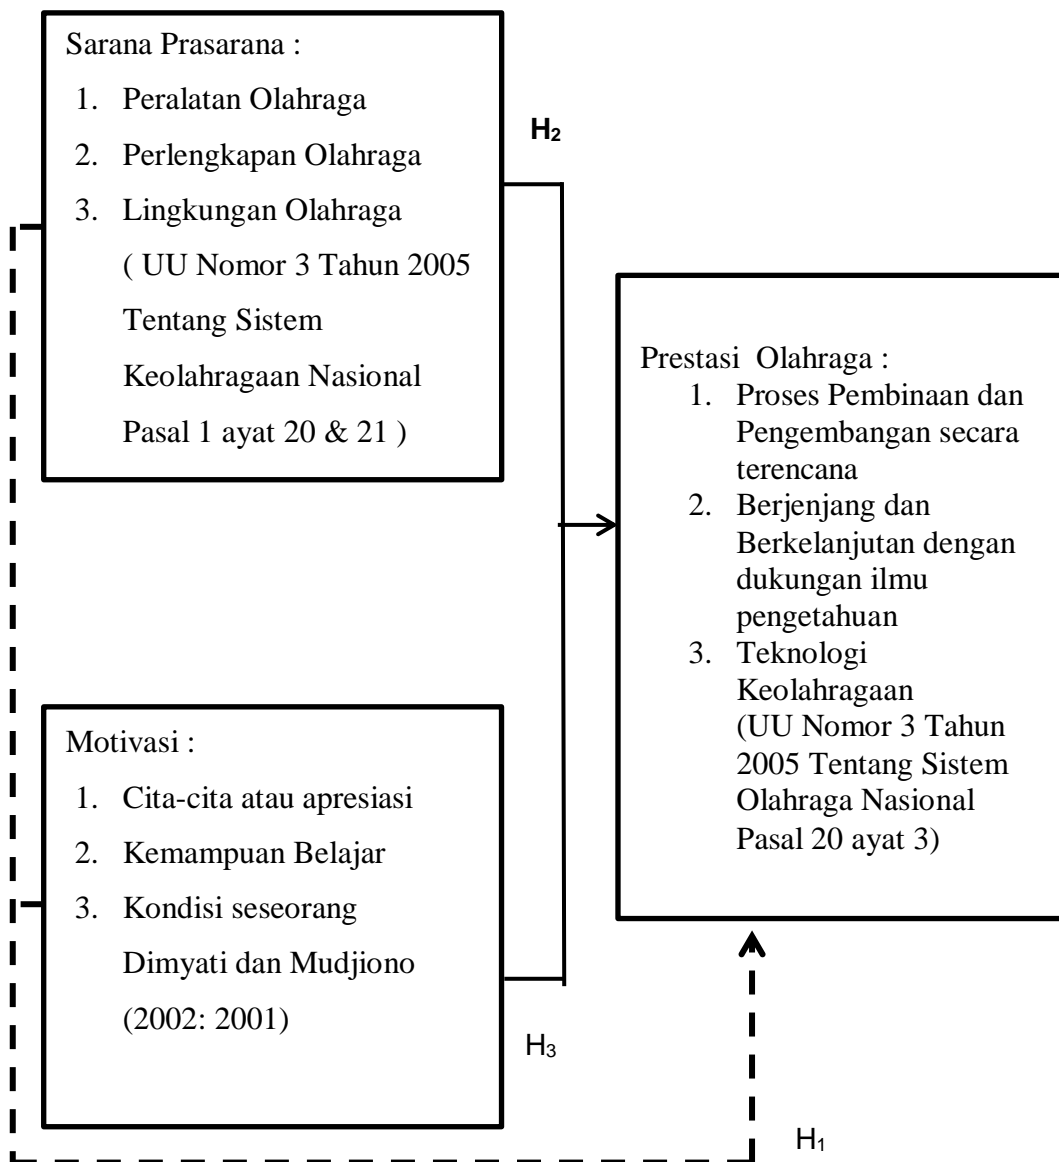 Sarana Prasarana :
1. Peralatan Olahraga
2. Perlengkapan Olahraga
3. Lingkungan Olahraga
( UU Nomor 3 Tahun 2005
Tentang Sistem
Keolahragaan Nasional
Pasal 1 ayat 20 & 21 )
H₂
Prestasi Olahraga :
1. Proses Pembinaan dan
Pengembangan secara
terencana
2. Berjenjang dan
Berkelanjutan dengan
dukungan ilmu
pengetahuan
3. Teknologi
Keolahragaan
(UU Nomor 3 Tahun
2005 Tentang Sistem
Olahraga Nasional
Pasal 20 ayat 3)
Motivasi :
1. Cita-cita atau apresiasi
2. Kemampuan Belajar
3. Kondisi seseorang
Dimyati dan Mudjiono
(2002: 2001)
H₃
H₁